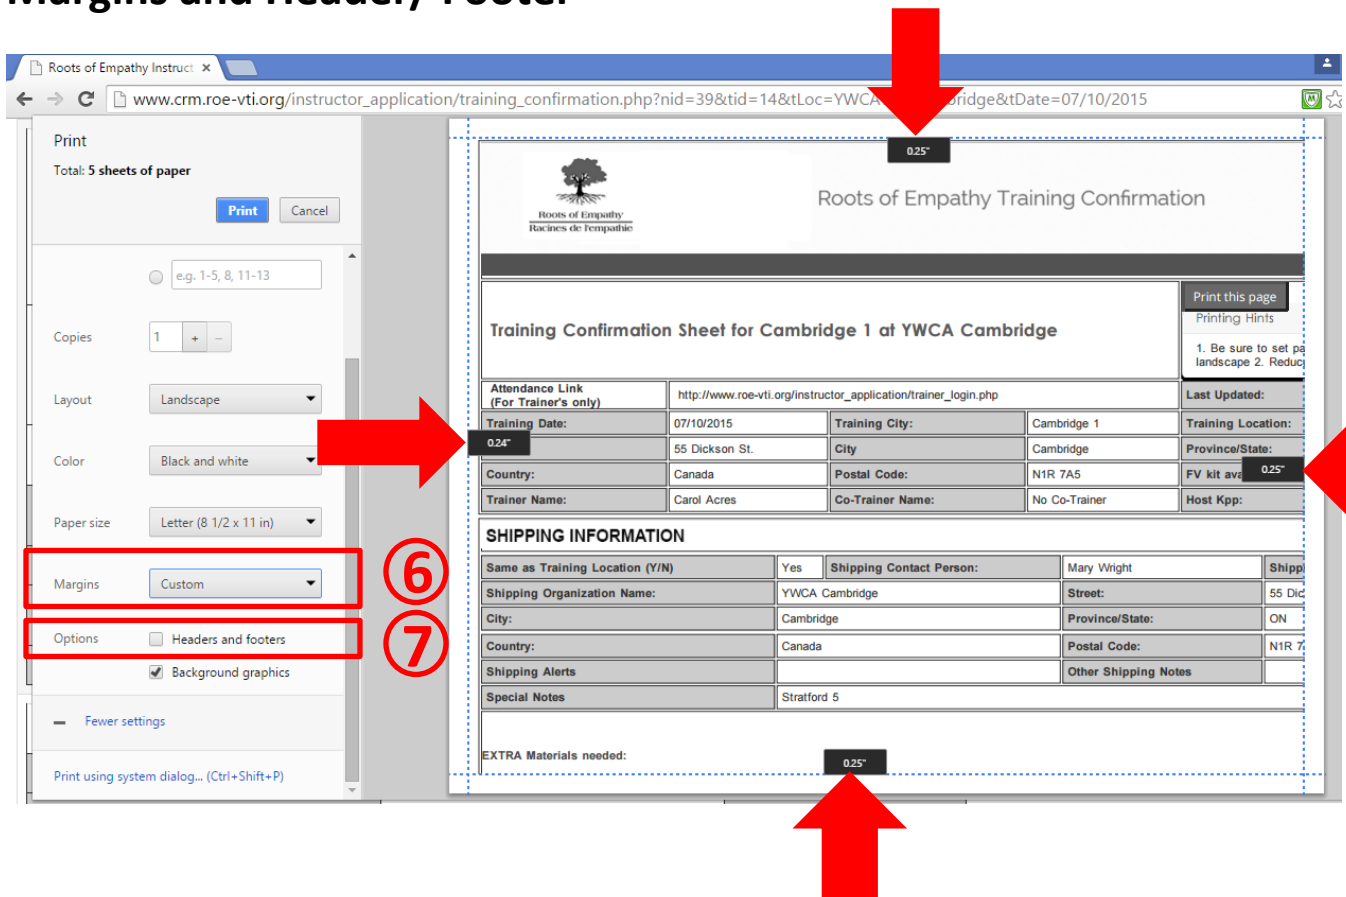 Margins and Header/ Footer
Roots of Empathy Instruct ×
www.crm.roe-vti.org/instructor_application/training_confirmation.php?nid=39&tid=14&tLoc=YWCA bridge&tDate=07/10/2015
Print
Total: 5 sheets of paper
Print Cancel
e.g. 1-5, 8, 11-13
Copies 1 + −
Layout Landscape
Color Black and white
Paper size Letter (8 1/2 x 11 in)
Margins Custom
6
Options Headers and footers
7
Background graphics
Fewer settings
Print using system dialog... (Ctrl+Shift+P)
0.25"
Roots of Empathy
Racines de l'empathie
Roots of Empathy Training Confirmation
Print this page
Printing Hints
Training Confirmation Sheet for Cambridge 1 at YWCA Cambridge
1. Be sure to set pa
landscape 2. Reduc
Attendance Link
(For Trainer's only) http://www.roe-vti.org/instructor_application/trainer_login.php Last Updated:
Training Date: 07/10/2015 Training City: Cambridge 1 Training Location:
0.24" 55 Dickson St. City Cambridge Province/State:
Country: Canada Postal Code: N1R 7A5 FV kit ava 0.25"
Trainer Name: Carol Acres Co-Trainer Name: No Co-Trainer Host Kpp:
SHIPPING INFORMATION
Same as Training Location (Y/N) Yes Shipping Contact Person: Mary Wright Shipp
Shipping Organization Name: YWCA Cambridge Street: 55 Dic
City: Cambridge Province/State: ON
Country: Canada Postal Code: N1R 7
Shipping Alerts Other Shipping Notes
Special Notes Stratford 5
EXTRA Materials needed:
0.25"